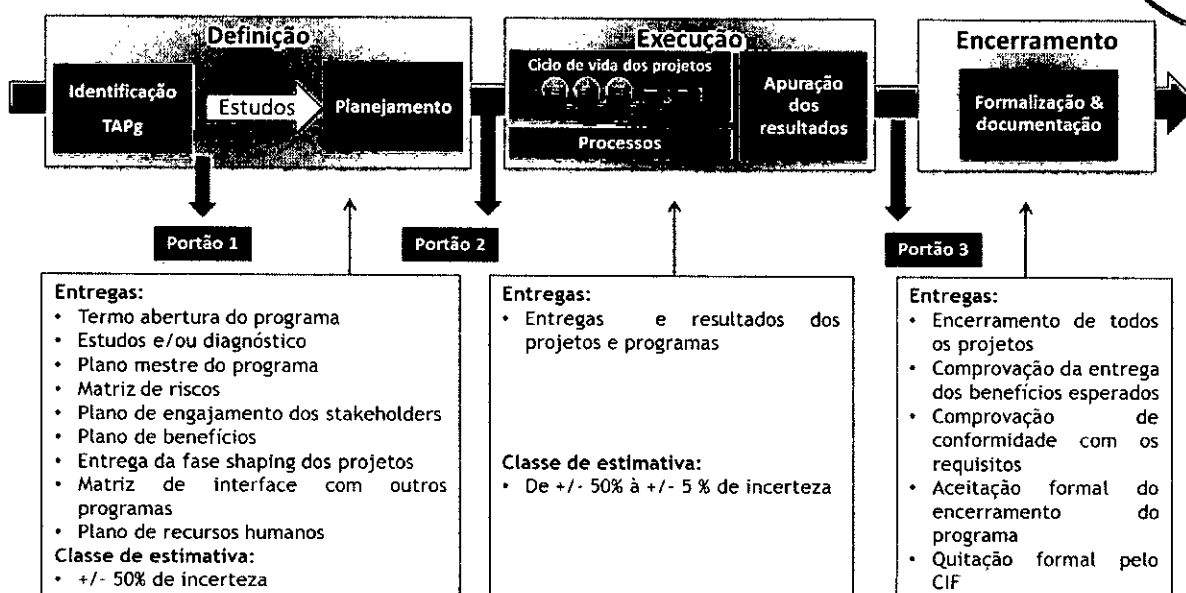 Definição
Identificação
TAPg
Estudos
Planejamento
Execução
Ciclo de vida dos projetos
Processos
Apuração
dos
resultados
Encerramento
Formalização &
documentação
Portão 1
Portão 2
Portão 3
Entregas:
• Termo abertura do programa
• Estudos e/ou diagnóstico
• Plano mestre do programa
• Matriz de riscos
• Plano de engajamento dos stakeholders
• Plano de benefícios
• Entrega da fase shaping dos projetos
• Matriz de interface com outros
programas
• Plano de recursos humanos
Classe de estimativa:
• +/- 50% de incerteza
Entregas:
• Entregas e resultados dos
projetos e programas
Classe de estimativa:
• De +/- 50% à +/- 5 % de incerteza
Entregas:
• Encerramento de todos
os projetos
• Comprovação da entrega
dos benefícios esperados
• Comprovação de
conformidade com os
requisitos
• Aceitação formal do
encerramento do
programa
• Quitação formal pelo
CIF